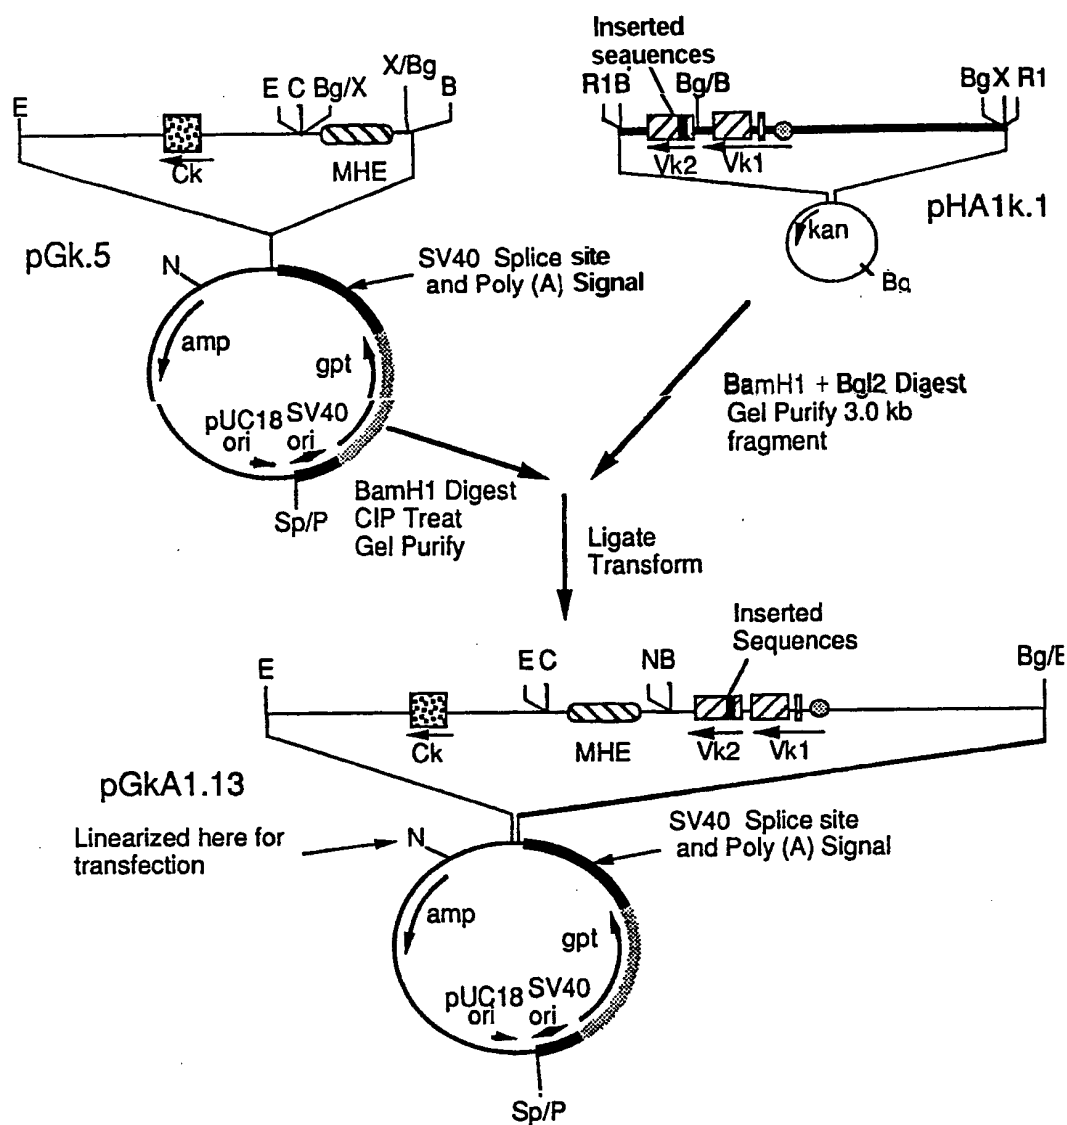 Inserted
seauences
E
E C Bg/X
X/Bg
B
Ck
MHE
R1B
Bg/B
Bg X R1
Vk2
Vk1
pHA1k.1
kan
Bg
pGk.5
N
SV40 Splice site
and Poly (A) Signal
amp
gpt
pUC18 SV40
ori ori
Sp/P
BamH1 Digest
CIP Treat
Gel Purify
BamH1 + Bgl2 Digest
Gel Purify 3.0 kb
fragment
Ligate
Transform
Inserted
Sequences
E
E C
NB
Bg/E
Ck
MHE
Vk2
Vk1
pGkA1.13
Linearized here for
transfection
N
SV40 Splice site
and Poly (A) Signal
amp
gpt
pUC18 SV40
ori ori
Sp/P